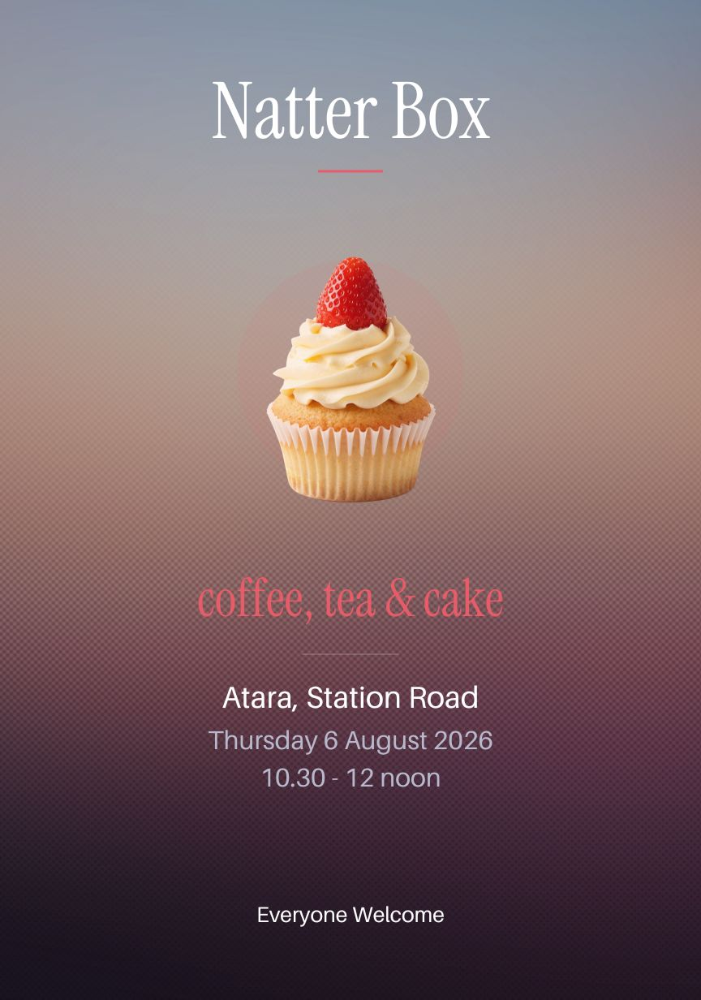 Natter Box
coffee, tea & cake
Atara, Station Road
Thursday 6 August 2026
10.30 - 12 noon
Everyone Welcome